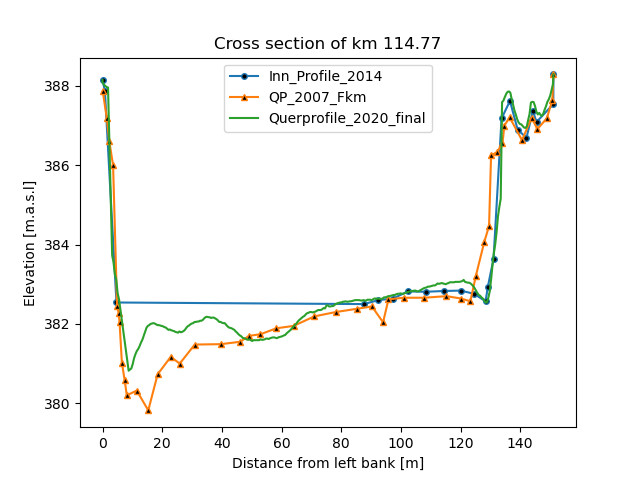 Cross section of km 114.77
Inn_Profile_2014
QP_2007_Fkm
Querprofile_2020_final
Elevation [m.a.s.l]
388
386
384
382
380
0
20
40
60
80
100
120
140
Distance from left bank [m]